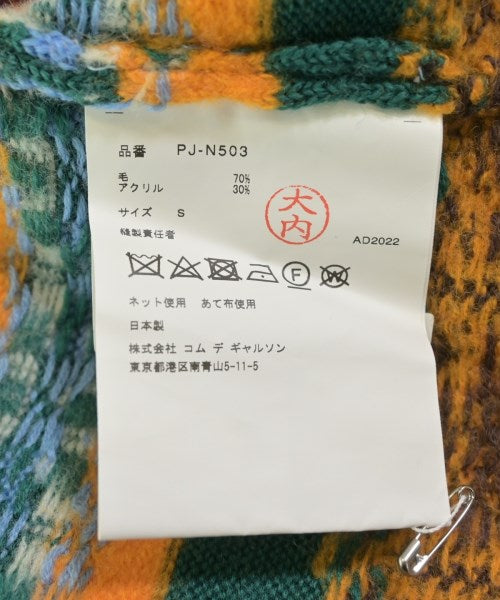 品番 PJ-N503
毛 70%
アクリル 30%
サイズ S
縫製責任者
大内
AD2022
F
W
ネット使用 あて布使用
日本製
株式会社 コム デ ギャルソン
東京都港区南青山5-11-5